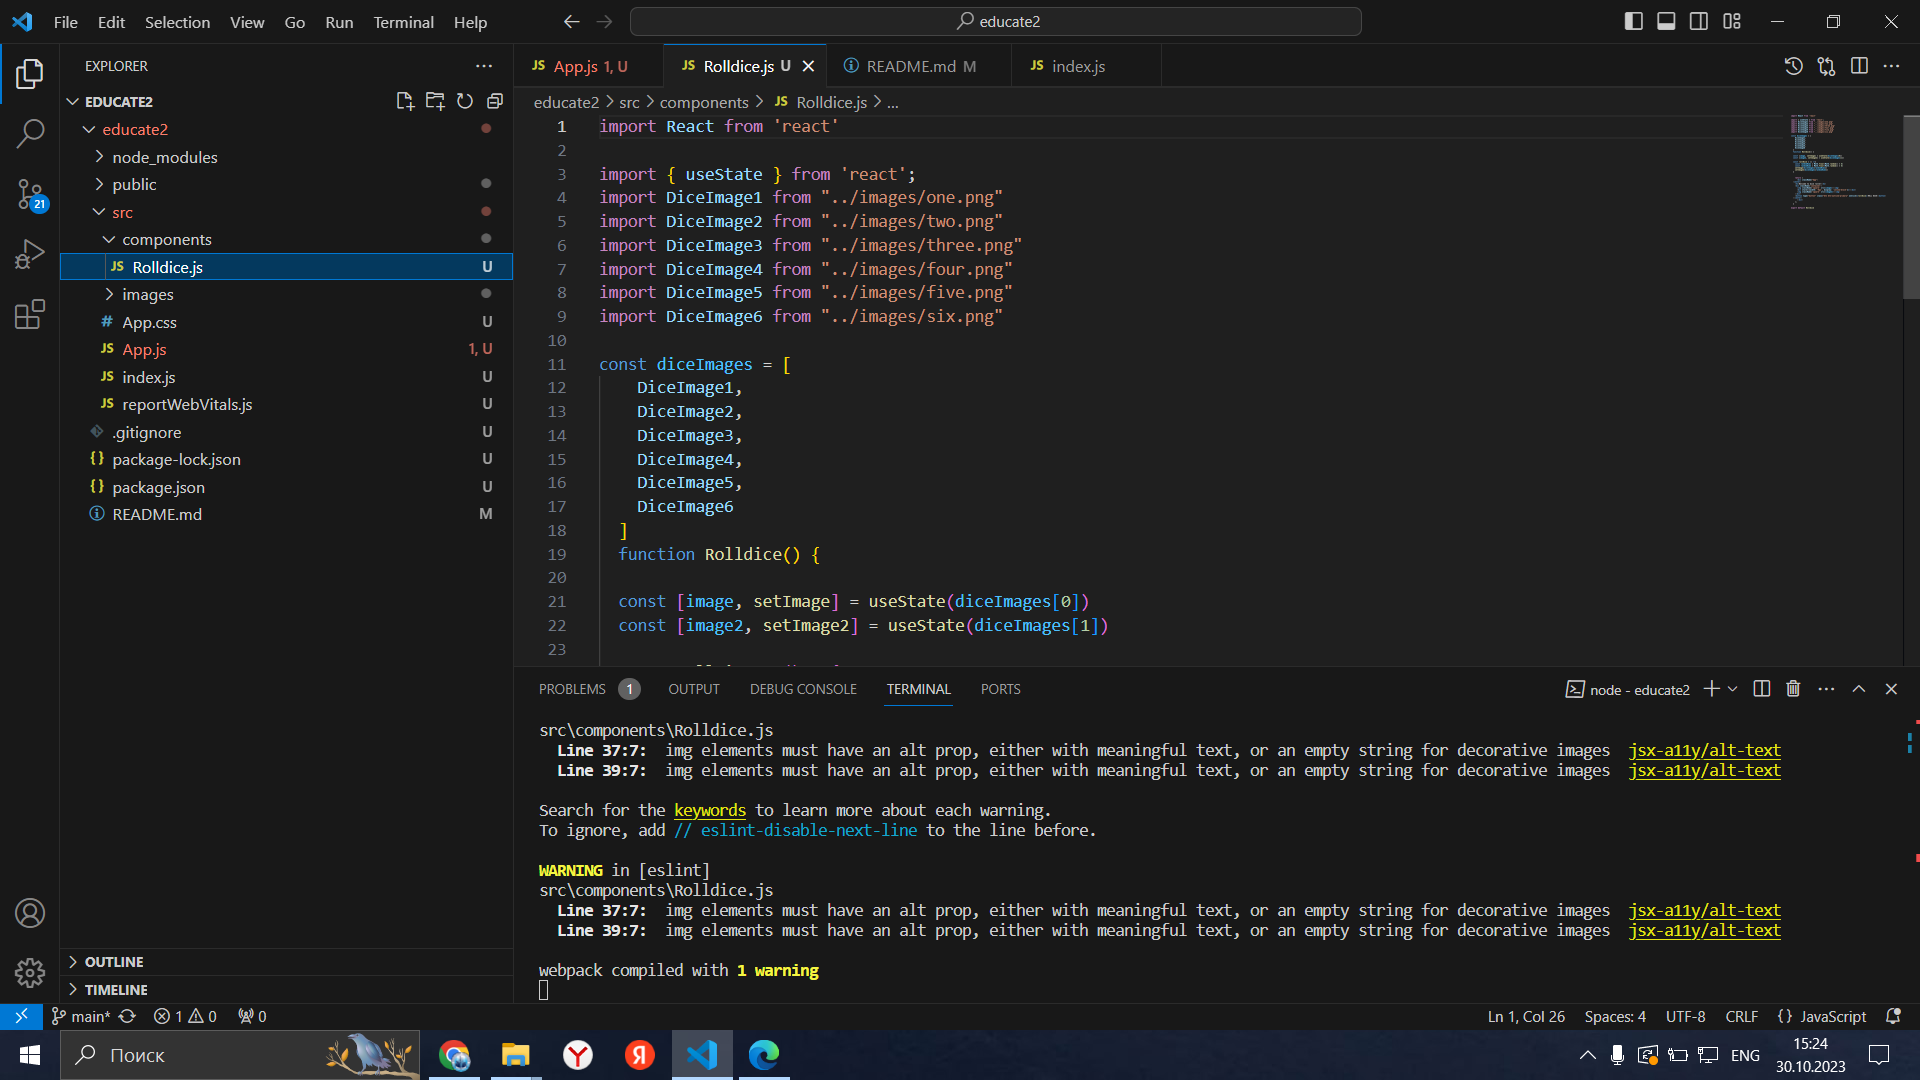 File Edit Selection View Go Run Terminal Help
educate2
EXPLORER
EDUCATE2
educate2
node_modules
public
src
components
JS Rolldice.js U
images
# App.css U
JS App.js 1, U
JS index.js U
JS reportWebVitals.js U
.gitignore U
{} package-lock.json U
{} package.json U
README.md M
OUTLINE
TIMELINE
21
JS App.js 1, U
JS Rolldice.js U
README.md M
JS index.js
educate2 > src > components > JS Rolldice.js > ...
1 import React from 'react'
2
3 import { useState } from 'react';
4 import DiceImage1 from "../images/one.png"
5 import DiceImage2 from "../images/two.png"
6 import DiceImage3 from "../images/three.png"
7 import DiceImage4 from "../images/four.png"
8 import DiceImage5 from "../images/five.png"
9 import DiceImage6 from "../images/six.png"
10
11 const diceImages = [
12 DiceImage1,
13 DiceImage2,
14 DiceImage3,
15 DiceImage4,
16 DiceImage5,
17 DiceImage6
18 ]
19 function Rolldice() {
20
21 const [image, setImage] = useState(diceImages[0])
22 const [image2, setImage2] = useState(diceImages[1])
23
PROBLEMS 1 OUTPUT DEBUG CONSOLE TERMINAL PORTS
node - educate2
src\components\Rolldice.js
Line 37:7: img elements must have an alt prop, either with meaningful text, or an empty string for decorative images jsx-a11y/alt-text
Line 39:7: img elements must have an alt prop, either with meaningful text, or an empty string for decorative images jsx-a11y/alt-text
Search for the keywords to learn more about each warning.
To ignore, add // eslint-disable-next-line to the line before.
WARNING in [eslint]
src\components\Rolldice.js
Line 37:7: img elements must have an alt prop, either with meaningful text, or an empty string for decorative images jsx-a11y/alt-text
Line 39:7: img elements must have an alt prop, either with meaningful text, or an empty string for decorative images jsx-a11y/alt-text
webpack compiled with 1 warning
main* 1 0 0
Ln 1, Col 26 Spaces: 4 UTF-8 CRLF {} JavaScript
Поиск
Я
ENG
15:24
30.10.2023